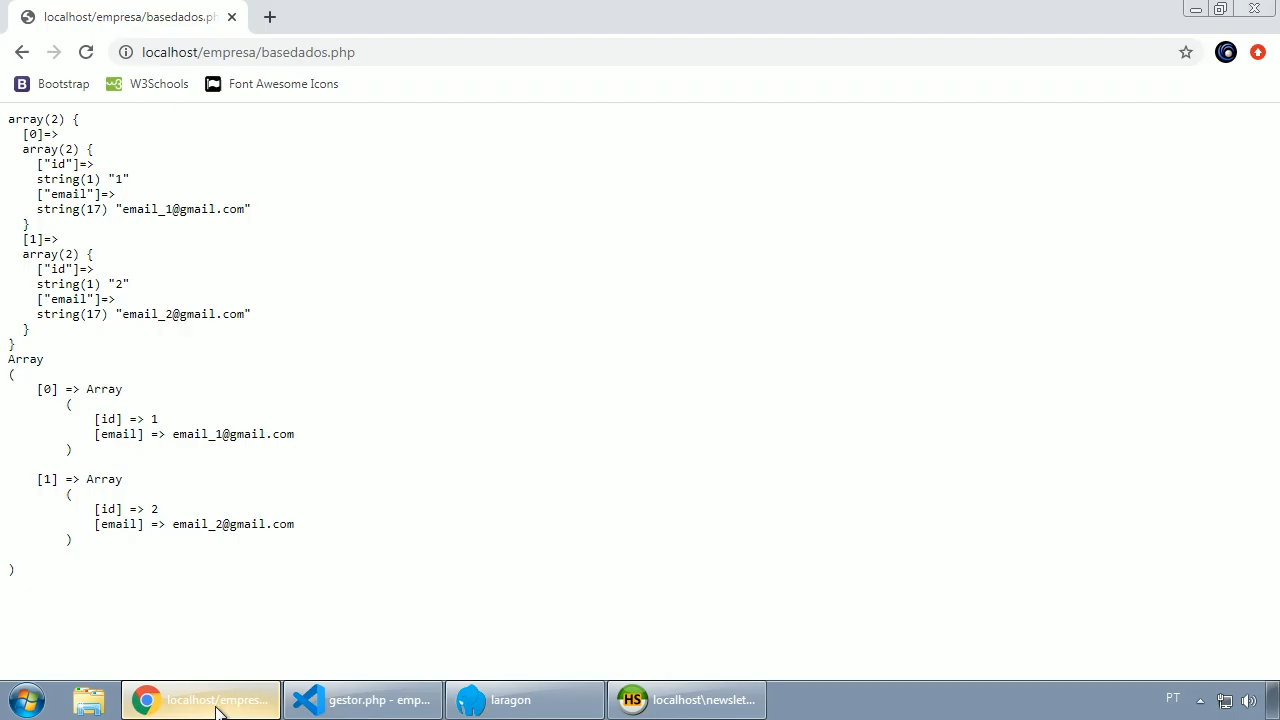 localhost/empresa/basedados.ph
localhost/empresa/basedados.php
Bootstrap W3Schools Font Awesome Icons
array(2) {
  [0]=>
  array(2) {
    ["id"]=>
    string(1) "1"
    ["email"]=>
    string(17) "email_1@gmail.com"
  }
  [1]=>
  array(2) {
    ["id"]=>
    string(1) "2"
    ["email"]=>
    string(17) "email_2@gmail.com"
  }
}
Array
(
    [0] => Array
        (
            [id] => 1
            [email] => email_1@gmail.com
        )
    [1] => Array
        (
            [id] => 2
            [email] => email_2@gmail.com
        )
)
localhost/empres... gestor.php - emp... laragon HS localhost\newslet... PT